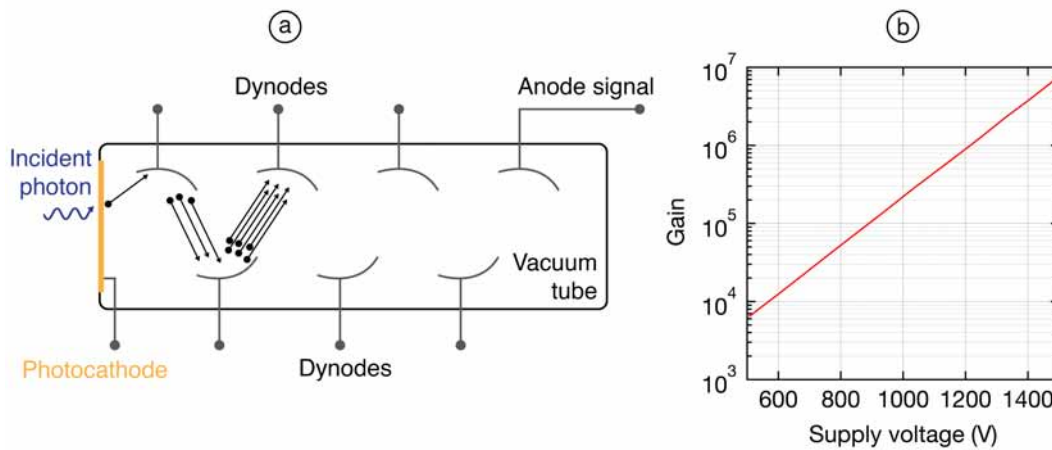 a
Dynodes
Anode signal
Incident
photon
Vacuum
tube
Photocathode
Dynodes
b
10⁷
10⁶
10⁵
10⁴
10³
Gain
600 800 1000 1200 1400
Supply voltage (V)